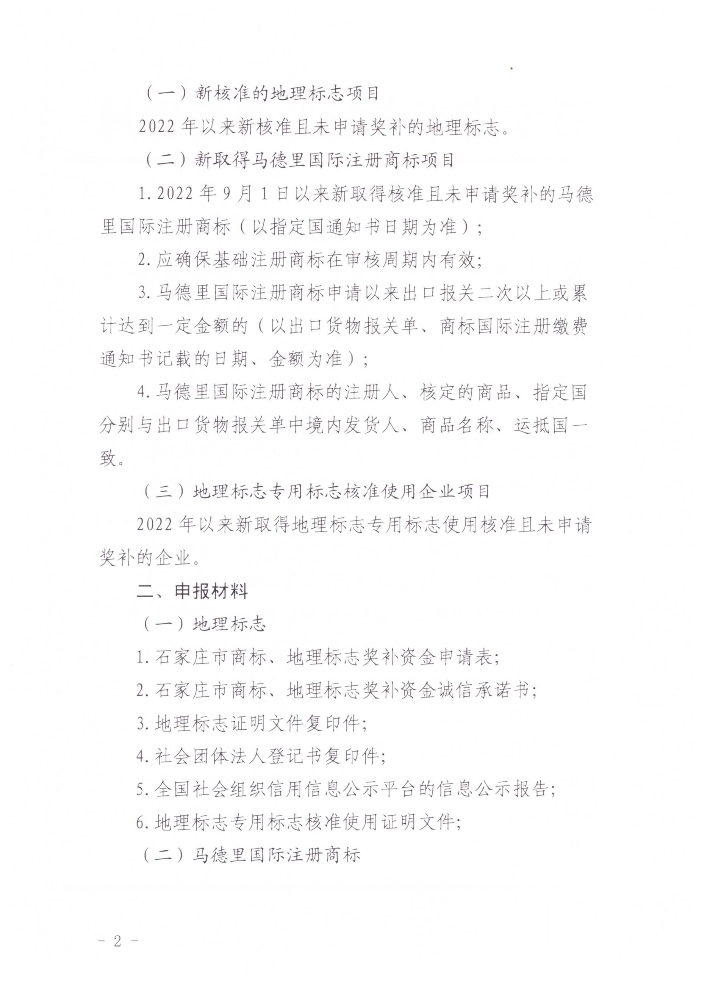 （一）新核准的地理标志项目
2022 年以来新核准且未申请奖补的地理标志。
（二）新取得马德里国际注册商标项目
1. 2022 年 9 月 1 日以来新取得核准且未申请奖补的马德
里国际注册商标（以指定国通知书日期为准）；
2. 应确保基础注册商标在审核周期内有效；
3. 马德里国际注册商标申请以来出口报关二次以上或累
计达到一定金额的（以出口货物报关单、商标国际注册缴费
通知书记载的日期、金额为准）；
4. 马德里国际注册商标的注册人、核定的商品、指定国
分别与出口货物报关单中境内发货人、商品名称、运抵国一
致。
（三）地理标志专用标志核准使用企业项目
2022 年以来新取得地理标志专用标志使用核准且未申请
奖补的企业。
二、申报材料
（一）地理标志
1. 石家庄市商标、地理标志奖补资金申请表；
2. 石家庄市商标、地理标志奖补资金诚信承诺书；
3. 地理标志证明文件复印件；
4. 社会团体法人登记书复印件；
5. 全国社会组织信用信息公示平台的信息公示报告；
6. 地理标志专用标志核准使用证明文件；
（二）马德里国际注册商标
- 2 -